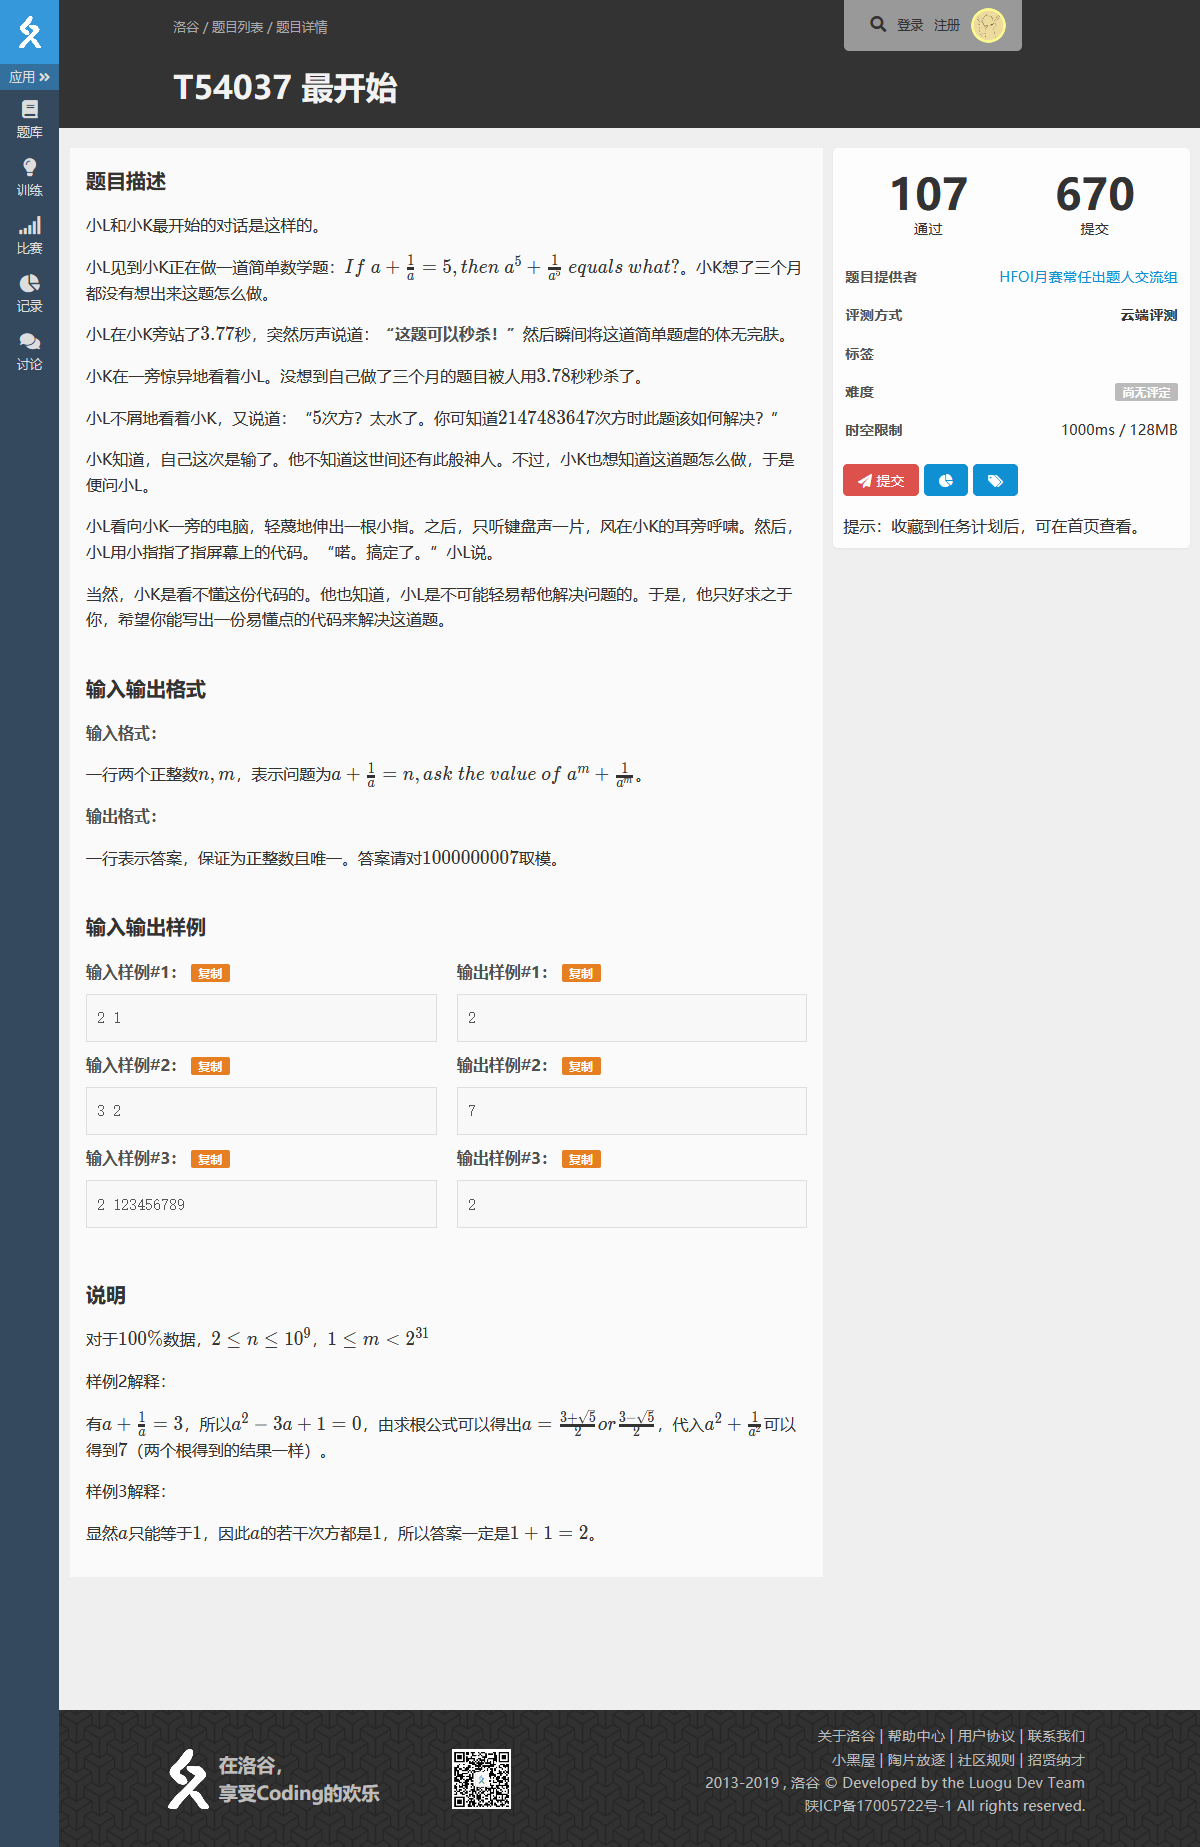 洛谷 / 题目列表 / 题目详情
登录 注册
T54037 最开始
应用
题库
训练
比赛
记录
讨论
题目描述
小L和小K最开始的对话是这样的。
小L见到小K正在做一道简单数学题：If a + 1/a = 5, then a^5 + 1/a^5 equals what?。小K想了三个月
都没有想出来这题怎么做。
小L在小K旁站了3.77秒，突然厉声说道：“这题可以秒杀！”然后瞬间将这道简单题虐的体无完肤。
小K在一旁惊异地看着小L。没想到自己做了三个月的题目被人用3.78秒秒杀了。
小L不屑地看着小K，又说道：“5次方？太水了。你可知道2147483647次方时此题该如何解决？”
小K知道，自己这次是输了。他不知道这世间还有此般神人。不过，小K也想知道这道题怎么做，于是
便问小L。
小L看向小K一旁的电脑，轻蔑地伸出一根小指。之后，只听键盘声一片，风在小K的耳旁呼啸。然后，
小L用小指指了指屏幕上的代码。“喏。搞定了。”小L说。
当然，小K是看不懂这份代码的。他也知道，小L是不可能轻易帮他解决问题的。于是，他只好求之于
你，希望你能写出一份易懂点的代码来解决这道题。
输入输出格式
输入格式：
一行两个正整数n, m，表示问题为a + 1/a = n, ask the value of a^m + 1/a^m。
输出格式：
一行表示答案，保证为正整数且唯一。答案请对1000000007取模。
输入输出样例
输入样例#1： 复制
2 1
输出样例#1： 复制
2
输入样例#2： 复制
3 2
输出样例#2： 复制
7
输入样例#3： 复制
2 123456789
输出样例#3： 复制
2
说明
对于100%数据，2 ≤ n ≤ 10^9，1 ≤ m < 2^31
样例2解释：
有a + 1/a = 3，所以a^2 − 3a + 1 = 0，由求根公式可以得出a = (3+√5)/2 or (3−√5)/2，代入a^2 + 1/a^2可以
得到7（两个根得到的结果一样）。
样例3解释：
显然a只能等于1，因此a的若干次方都是1，所以答案一定是1 + 1 = 2。
107 670
通过 提交
题目提供者 HFOI月赛常任出题人交流组
评测方式 云端评测
标签
难度 尚无评定
时空限制 1000ms / 128MB
提交
提示：收藏到任务计划后，可在首页查看。
在洛谷，
享受Coding的欢乐
关于洛谷 | 帮助中心 | 用户协议 | 联系我们
小黑屋 | 陶片放逐 | 社区规则 | 招贤纳才
2013-2019 , 洛谷 © Developed by the Luogu Dev Team
陕ICP备17005722号-1 All rights reserved.